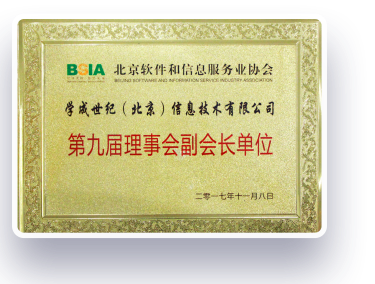 BSIA 北京软件和信息服务业协会
BEIJING SOFTWARE AND INFORMATION SERVICE INDUSTRY ASSOCIATION
学成世纪（北京）信息技术有限公司
第九届理事会副会长单位
二零一七年十一月八日